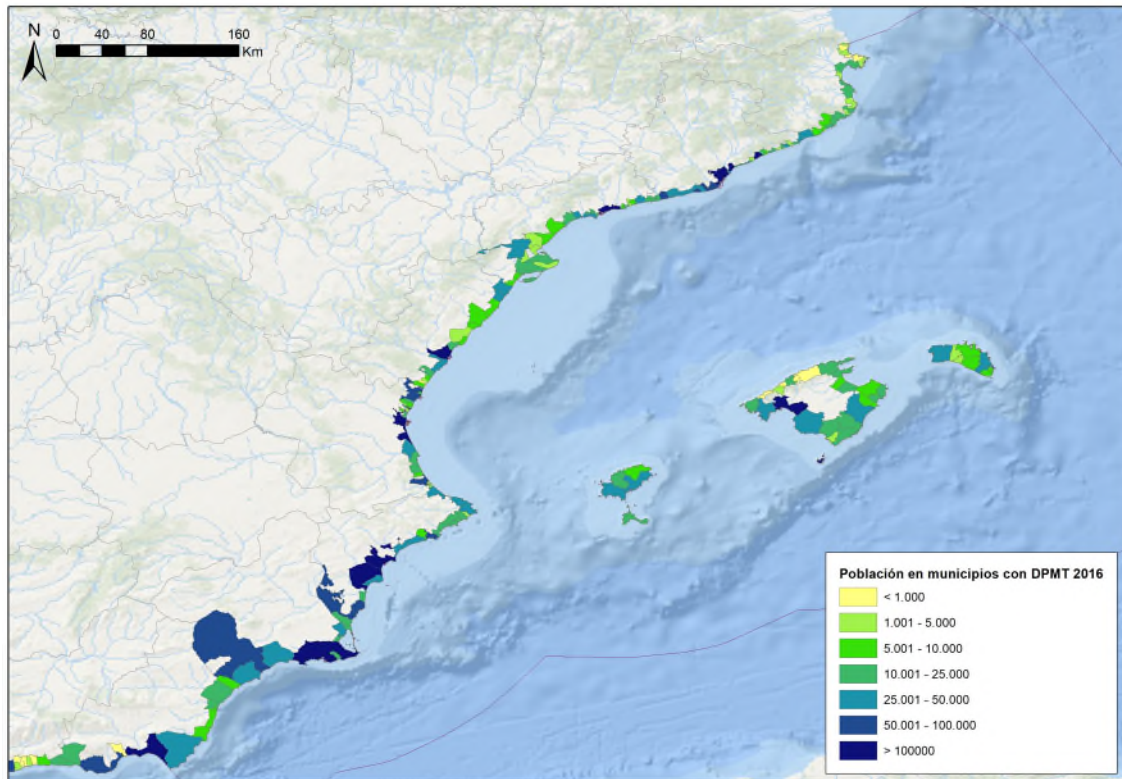 N
0 40 80 160
Km
Población en municipios con DPMT 2016
< 1.000
1.001 - 5.000
5.001 - 10.000
10.001 - 25.000
25.001 - 50.000
50.001 - 100.000
> 100000